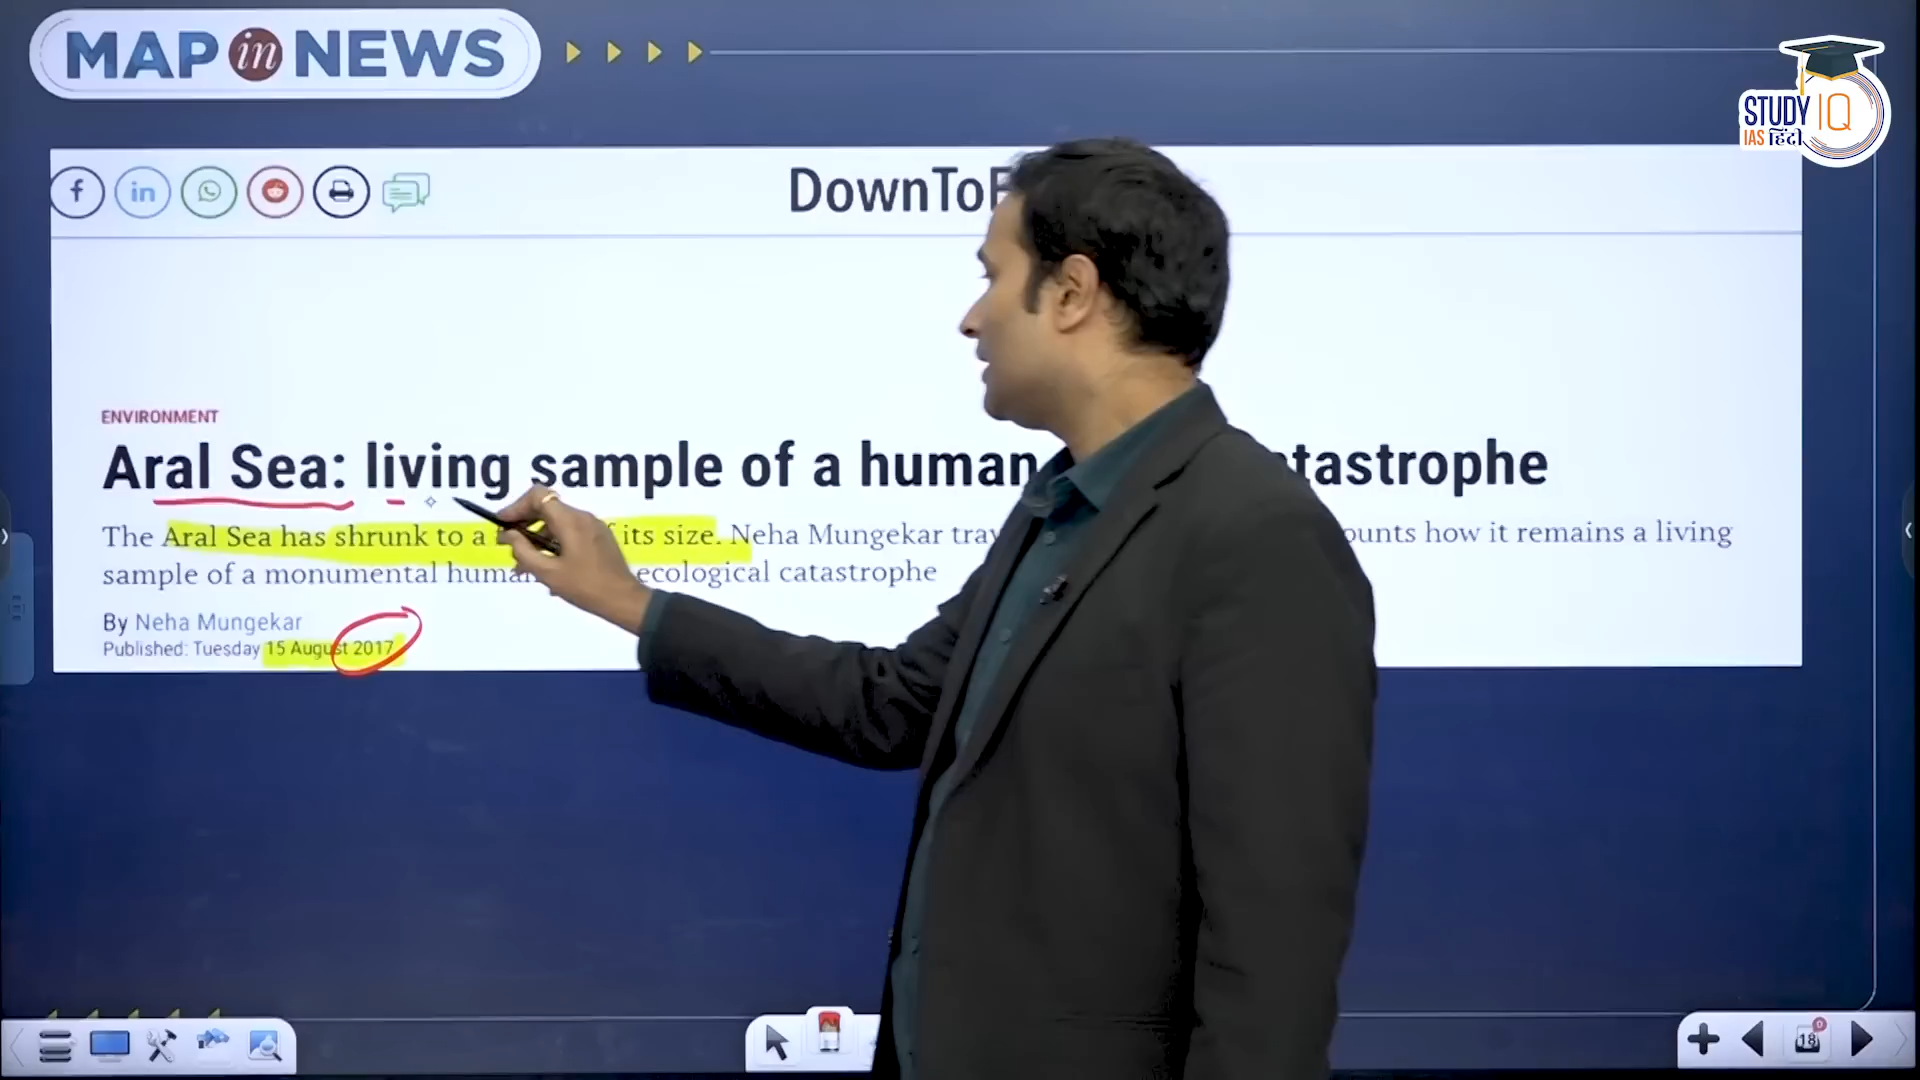 MAP in NEWS
STUDY IQ
IAS हिंदी
DownToE
ENVIRONMENT
Aral Sea: living sample of a human tastrophe
The Aral Sea has shrunk to a its size. Neha Mungekar ounts how it remains a living
sample of a monumental human ecological catastrophe
By Neha Mungekar
Published: Tuesday 15 August 2017
18